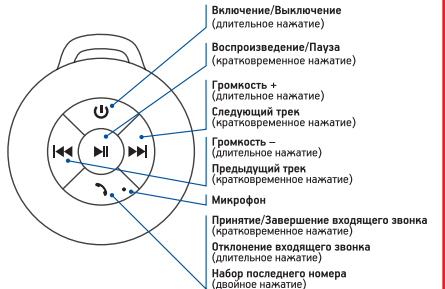 Включение/Выключение
(длительное нажатие)
Воспроизведение/Пауза
(кратковременное нажатие)
Громкость +
(длительное нажатие)
Следующий трек
(кратковременное нажатие)
Громкость –
(длительное нажатие)
Предыдущий трек
(кратковременное нажатие)
Микрофон
Принятие/Завершение входящего звонка
(кратковременное нажатие)
Отклонение входящего звонка
(длительное нажатие)
Набор последнего номера
(двойное нажатие)